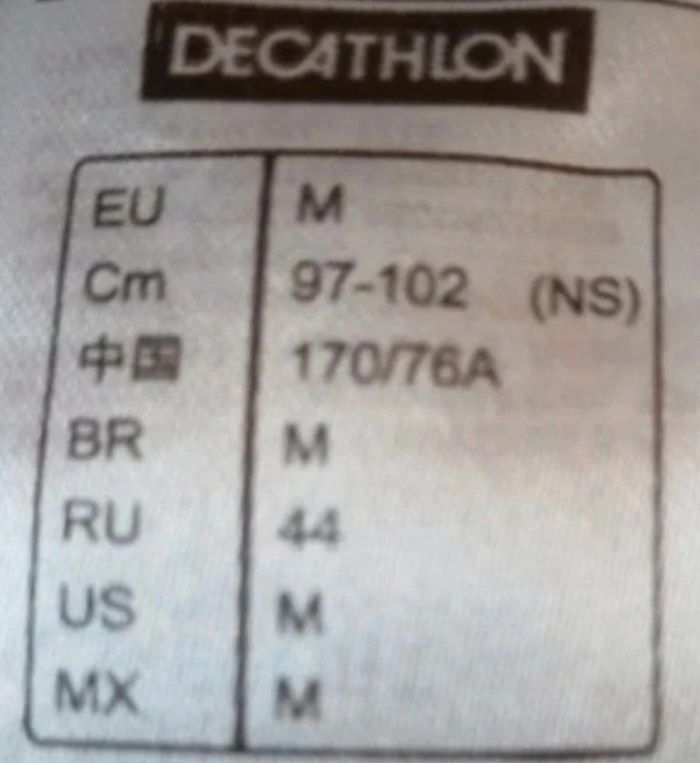 DECATHLON
EU M
Cm 97-102 (NS)
中国 170/76A
BR M
RU 44
US M
MX M